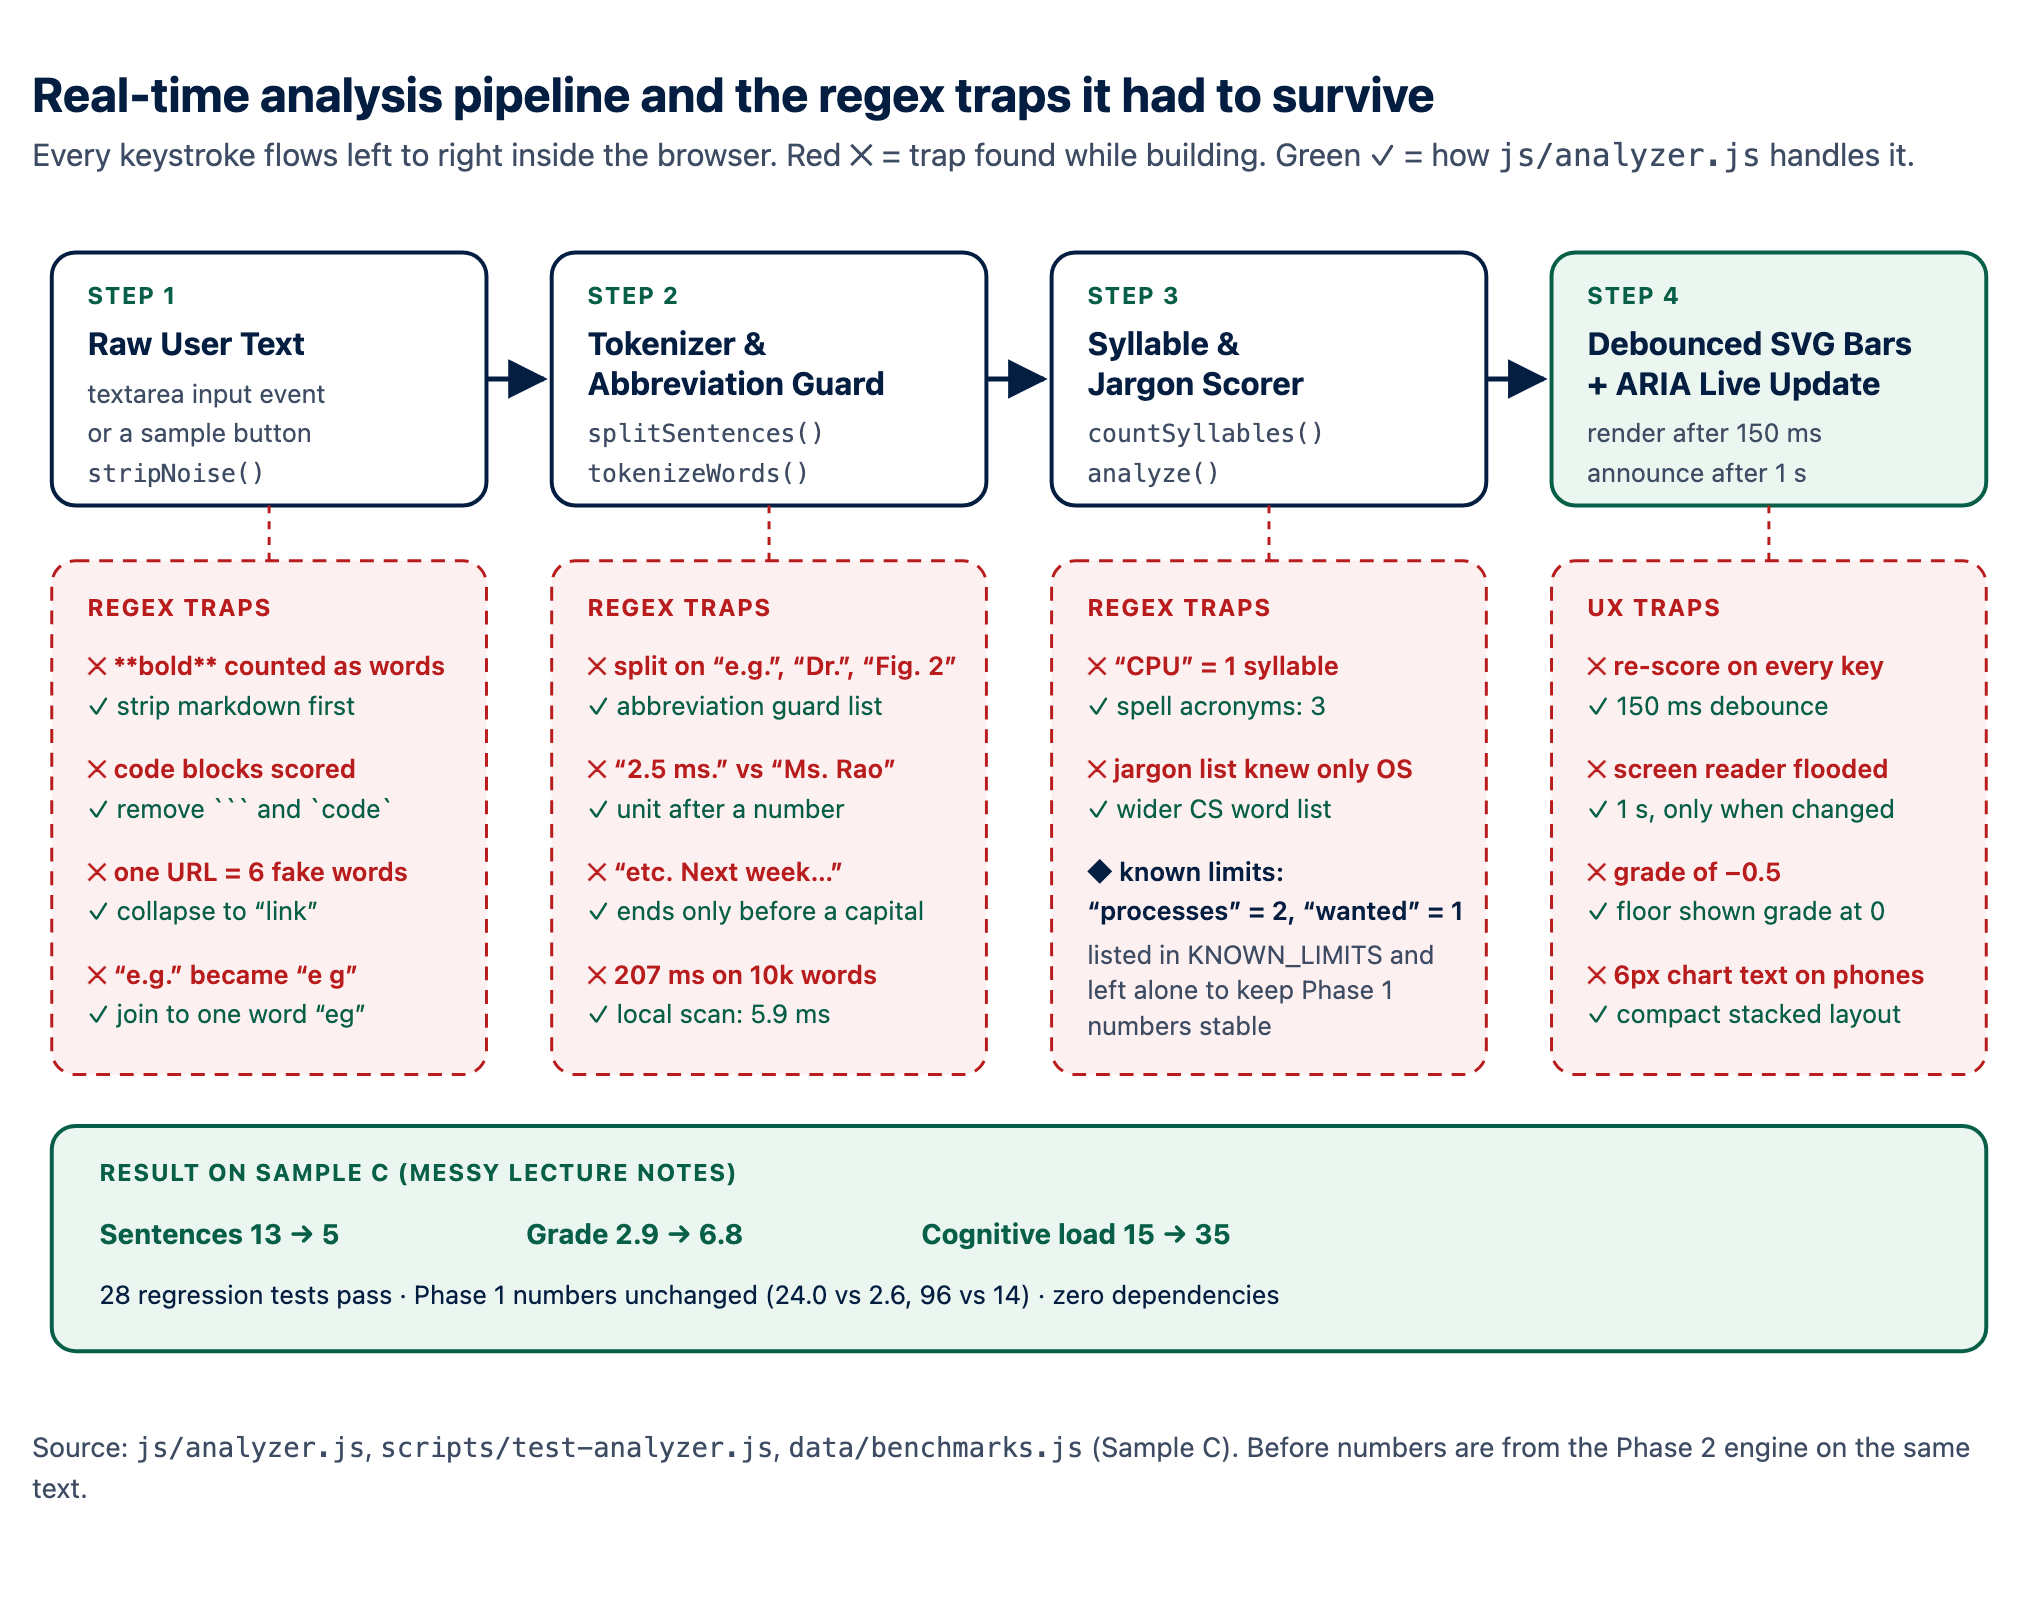 Real-time analysis pipeline and the regex traps it had to survive
Every keystroke flows left to right inside the browser. Red ✕ = trap found while building. Green ✓ = how js/analyzer.js handles it.
STEP 1
Raw User Text
textarea input event
or a sample button
stripNoise()
STEP 2
Tokenizer &
Abbreviation Guard
splitSentences()
tokenizeWords()
STEP 3
Syllable &
Jargon Scorer
countSyllables()
analyze()
STEP 4
Debounced SVG Bars
+ ARIA Live Update
render after 150 ms
announce after 1 s
REGEX TRAPS
✕ **bold** counted as words
✓ strip markdown first
✕ code blocks scored
✓ remove ``` and `code`
✕ one URL = 6 fake words
✓ collapse to “link”
✕ “e.g.” became “e g”
✓ join to one word “eg”
REGEX TRAPS
✕ split on “e.g.”, “Dr.”, “Fig. 2”
✓ abbreviation guard list
✕ “2.5 ms.” vs “Ms. Rao”
✓ unit after a number
✕ “etc. Next week…”
✓ ends only before a capital
✕ 207 ms on 10k words
✓ local scan: 5.9 ms
REGEX TRAPS
✕ “CPU” = 1 syllable
✓ spell acronyms: 3
✕ jargon list knew only OS
✓ wider CS word list
◆ known limits:
“processes” = 2, “wanted” = 1
listed in KNOWN_LIMITS and
left alone to keep Phase 1
numbers stable
UX TRAPS
✕ re-score on every key
✓ 150 ms debounce
✕ screen reader flooded
✓ 1 s, only when changed
✕ grade of −0.5
✓ floor shown grade at 0
✕ 6px chart text on phones
✓ compact stacked layout
RESULT ON SAMPLE C (MESSY LECTURE NOTES)
Sentences 13 → 5
Grade 2.9 → 6.8
Cognitive load 15 → 35
28 regression tests pass · Phase 1 numbers unchanged (24.0 vs 2.6, 96 vs 14) · zero dependencies
Source: js/analyzer.js, scripts/test-analyzer.js, data/benchmarks.js (Sample C). Before numbers are from the Phase 2 engine on the same
text.